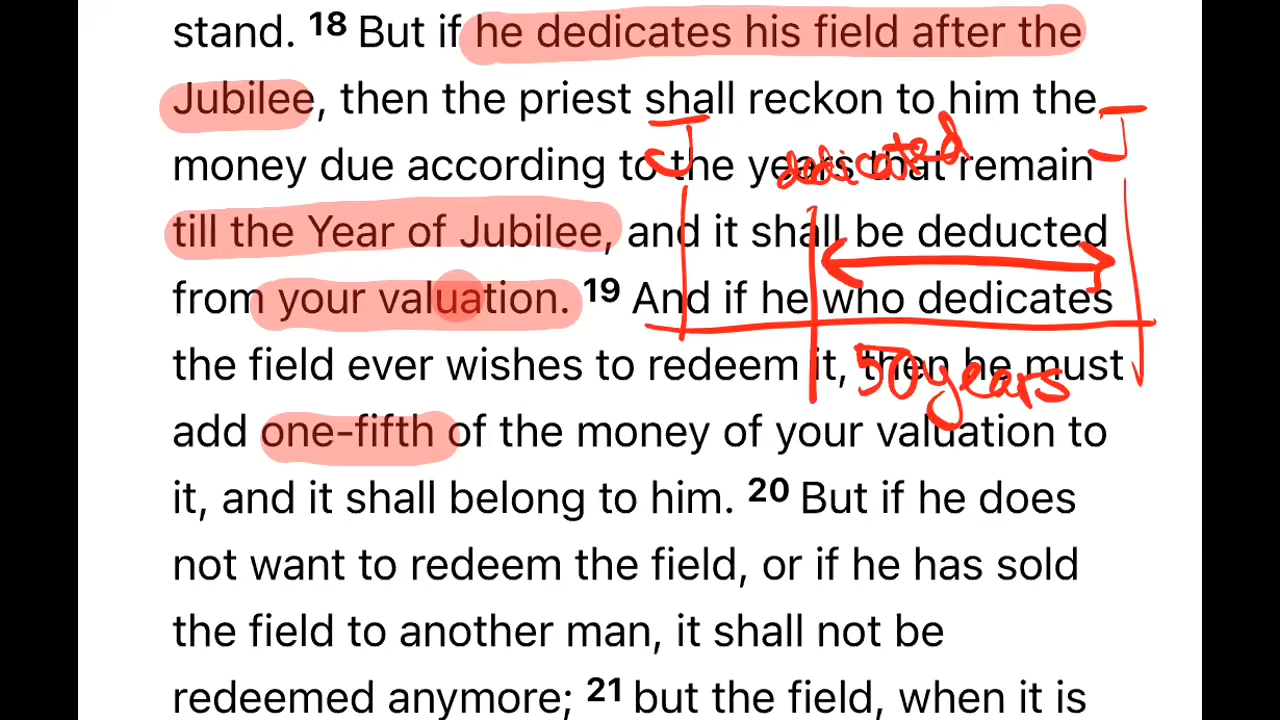 stand. 18 But if he dedicates his field after the
Jubilee, then the priest shall reckon to him the
money due according to the years that remain
till the Year of Jubilee, and it shall be deducted
from your valuation. 19 And if he who dedicates
the field ever wishes to redeem it, then he must
add one-fifth of the money of your valuation to
it, and it shall belong to him. 20 But if he does
not want to redeem the field, or if he has sold
the field to another man, it shall not be
redeemed anymore; 21 but the field, when it is
J
dedicated
J
50 years